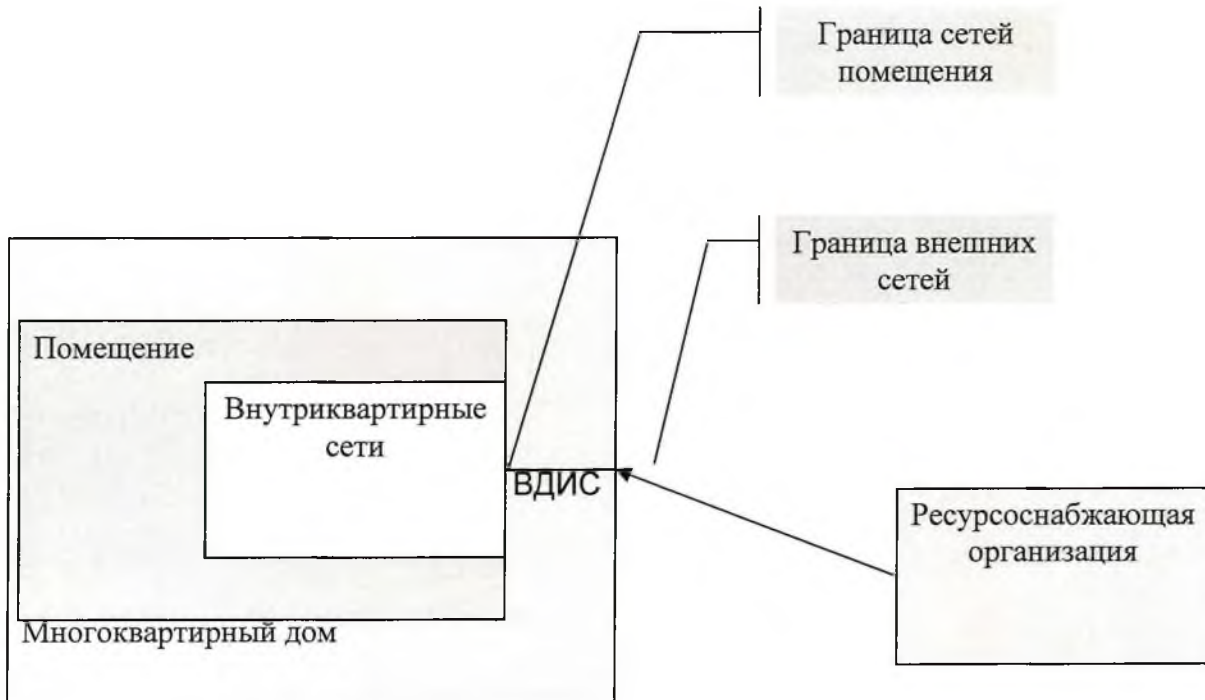 Граница сетей
помещения
Граница внешних
сетей
Помещение
Внутриквартирные
сети
ВДИС
Ресурсоснабжающая
организация
Многоквартирный дом